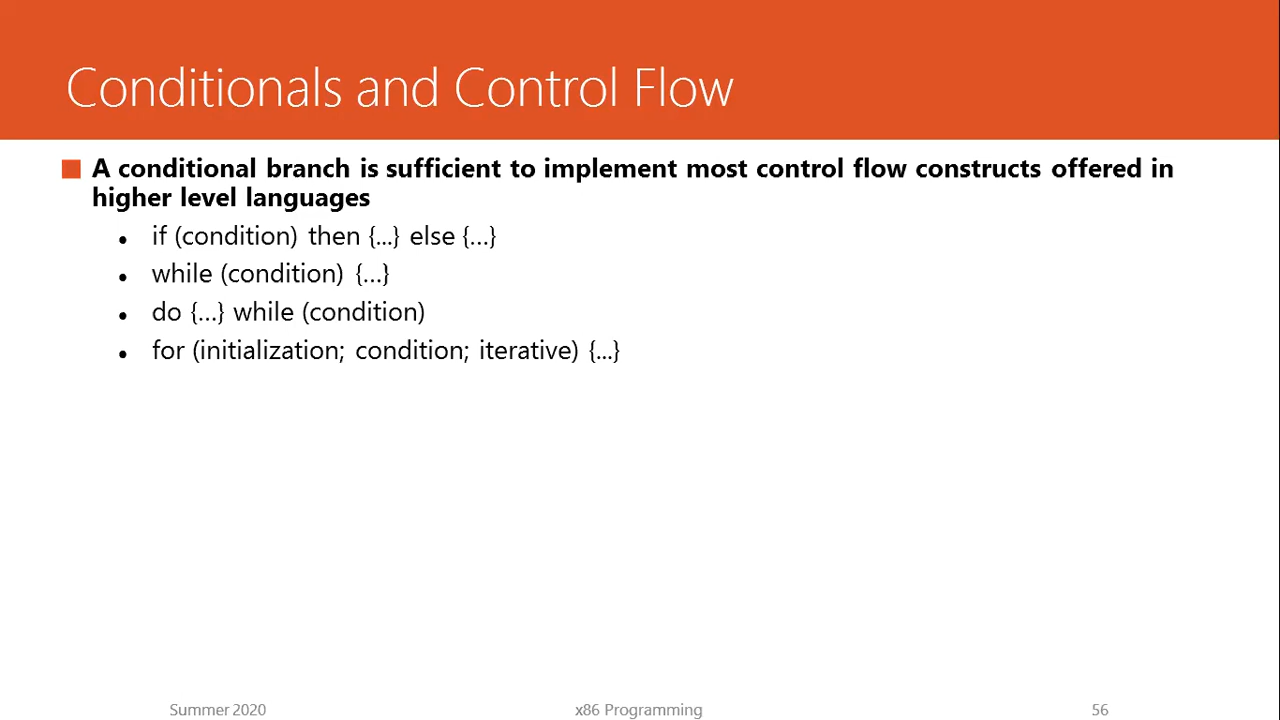 Conditionals and Control Flow
A conditional branch is sufficient to implement most control flow constructs offered in
higher level languages
if (condition) then {...} else {...}
while (condition) {...}
do {...} while (condition)
for (initialization; condition; iterative) {...}
Summer 2020
x86 Programming
56